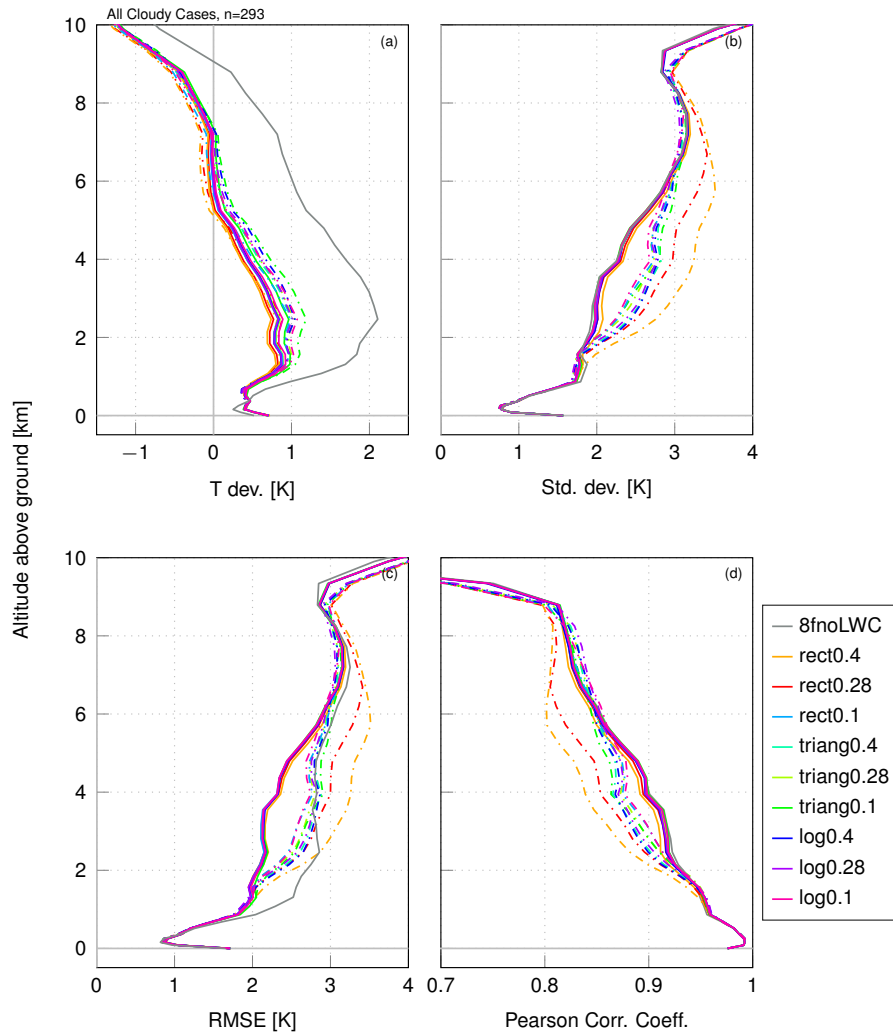 All Cloudy Cases, n=293
10
8
6
4
2
0
(a)
−1 0 1 2
T dev. [K]
(b)
0 1 2 3 4
Std. dev. [K]
Altitude above ground [km]
10
8
6
4
2
0
(c)
0 1 2 3 4
RMSE [K]
(d)
0.7 0.8 0.9 1
Pearson Corr. Coeff.
8fnoLWC
rect0.4
rect0.28
rect0.1
triang0.4
triang0.28
triang0.1
log0.4
log0.28
log0.1